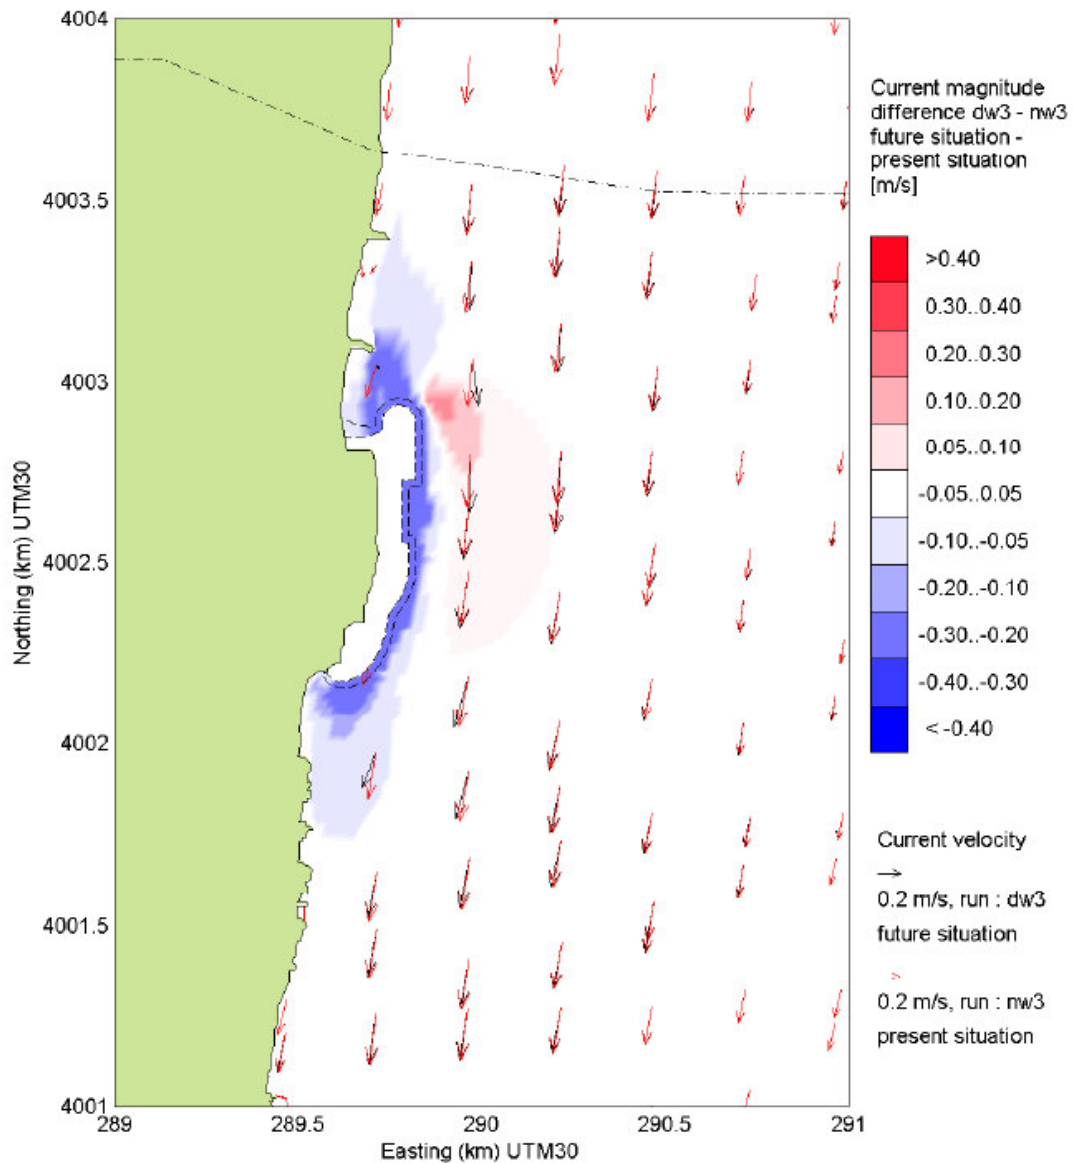 4004
4003.5
4003
4002.5
4002
4001.5
4001
Northing (km) UTM30
289
289.5
290
290.5
291
Easting (km) UTM30
Current magnitude
difference dw3 - nw3
future situation -
present situation
[m/s]
>0.40
0.30..0.40
0.20..0.30
0.10..0.20
0.05..0.10
-0.05..0.05
-0.10..-0.05
-0.20..-0.10
-0.30..-0.20
-0.40..-0.30
< -0.40
Current velocity
0.2 m/s, run : dw3
future situation
0.2 m/s, run : nw3
present situation